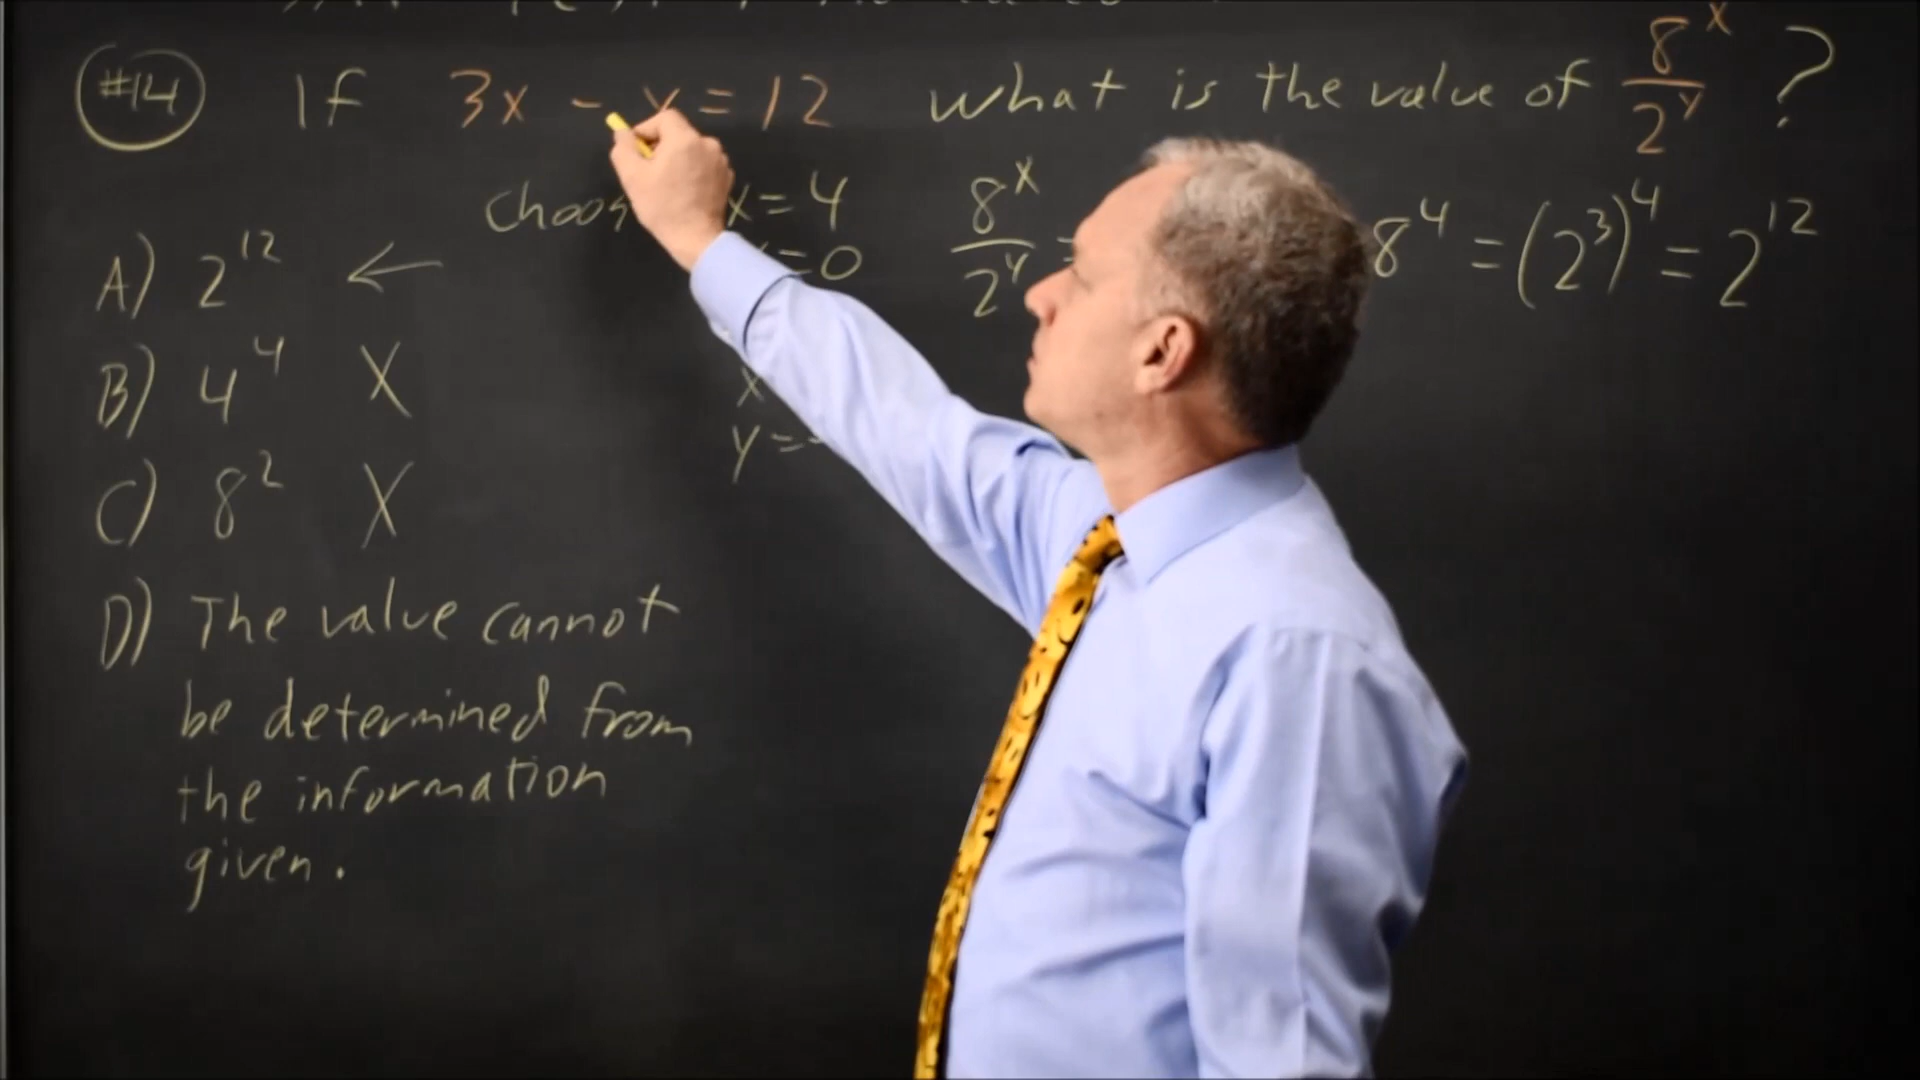 #14 If 3x - y = 12 what is the value of 8^x/2^y ?
x = 4 8^x/2^y = 8^4 = (2^3)^4 = 2^12
= 0
A) 2^12 ←
B) 4^4 X
x
C) 8^2 X
y =
D) The value cannot
be determined from
the information
given.